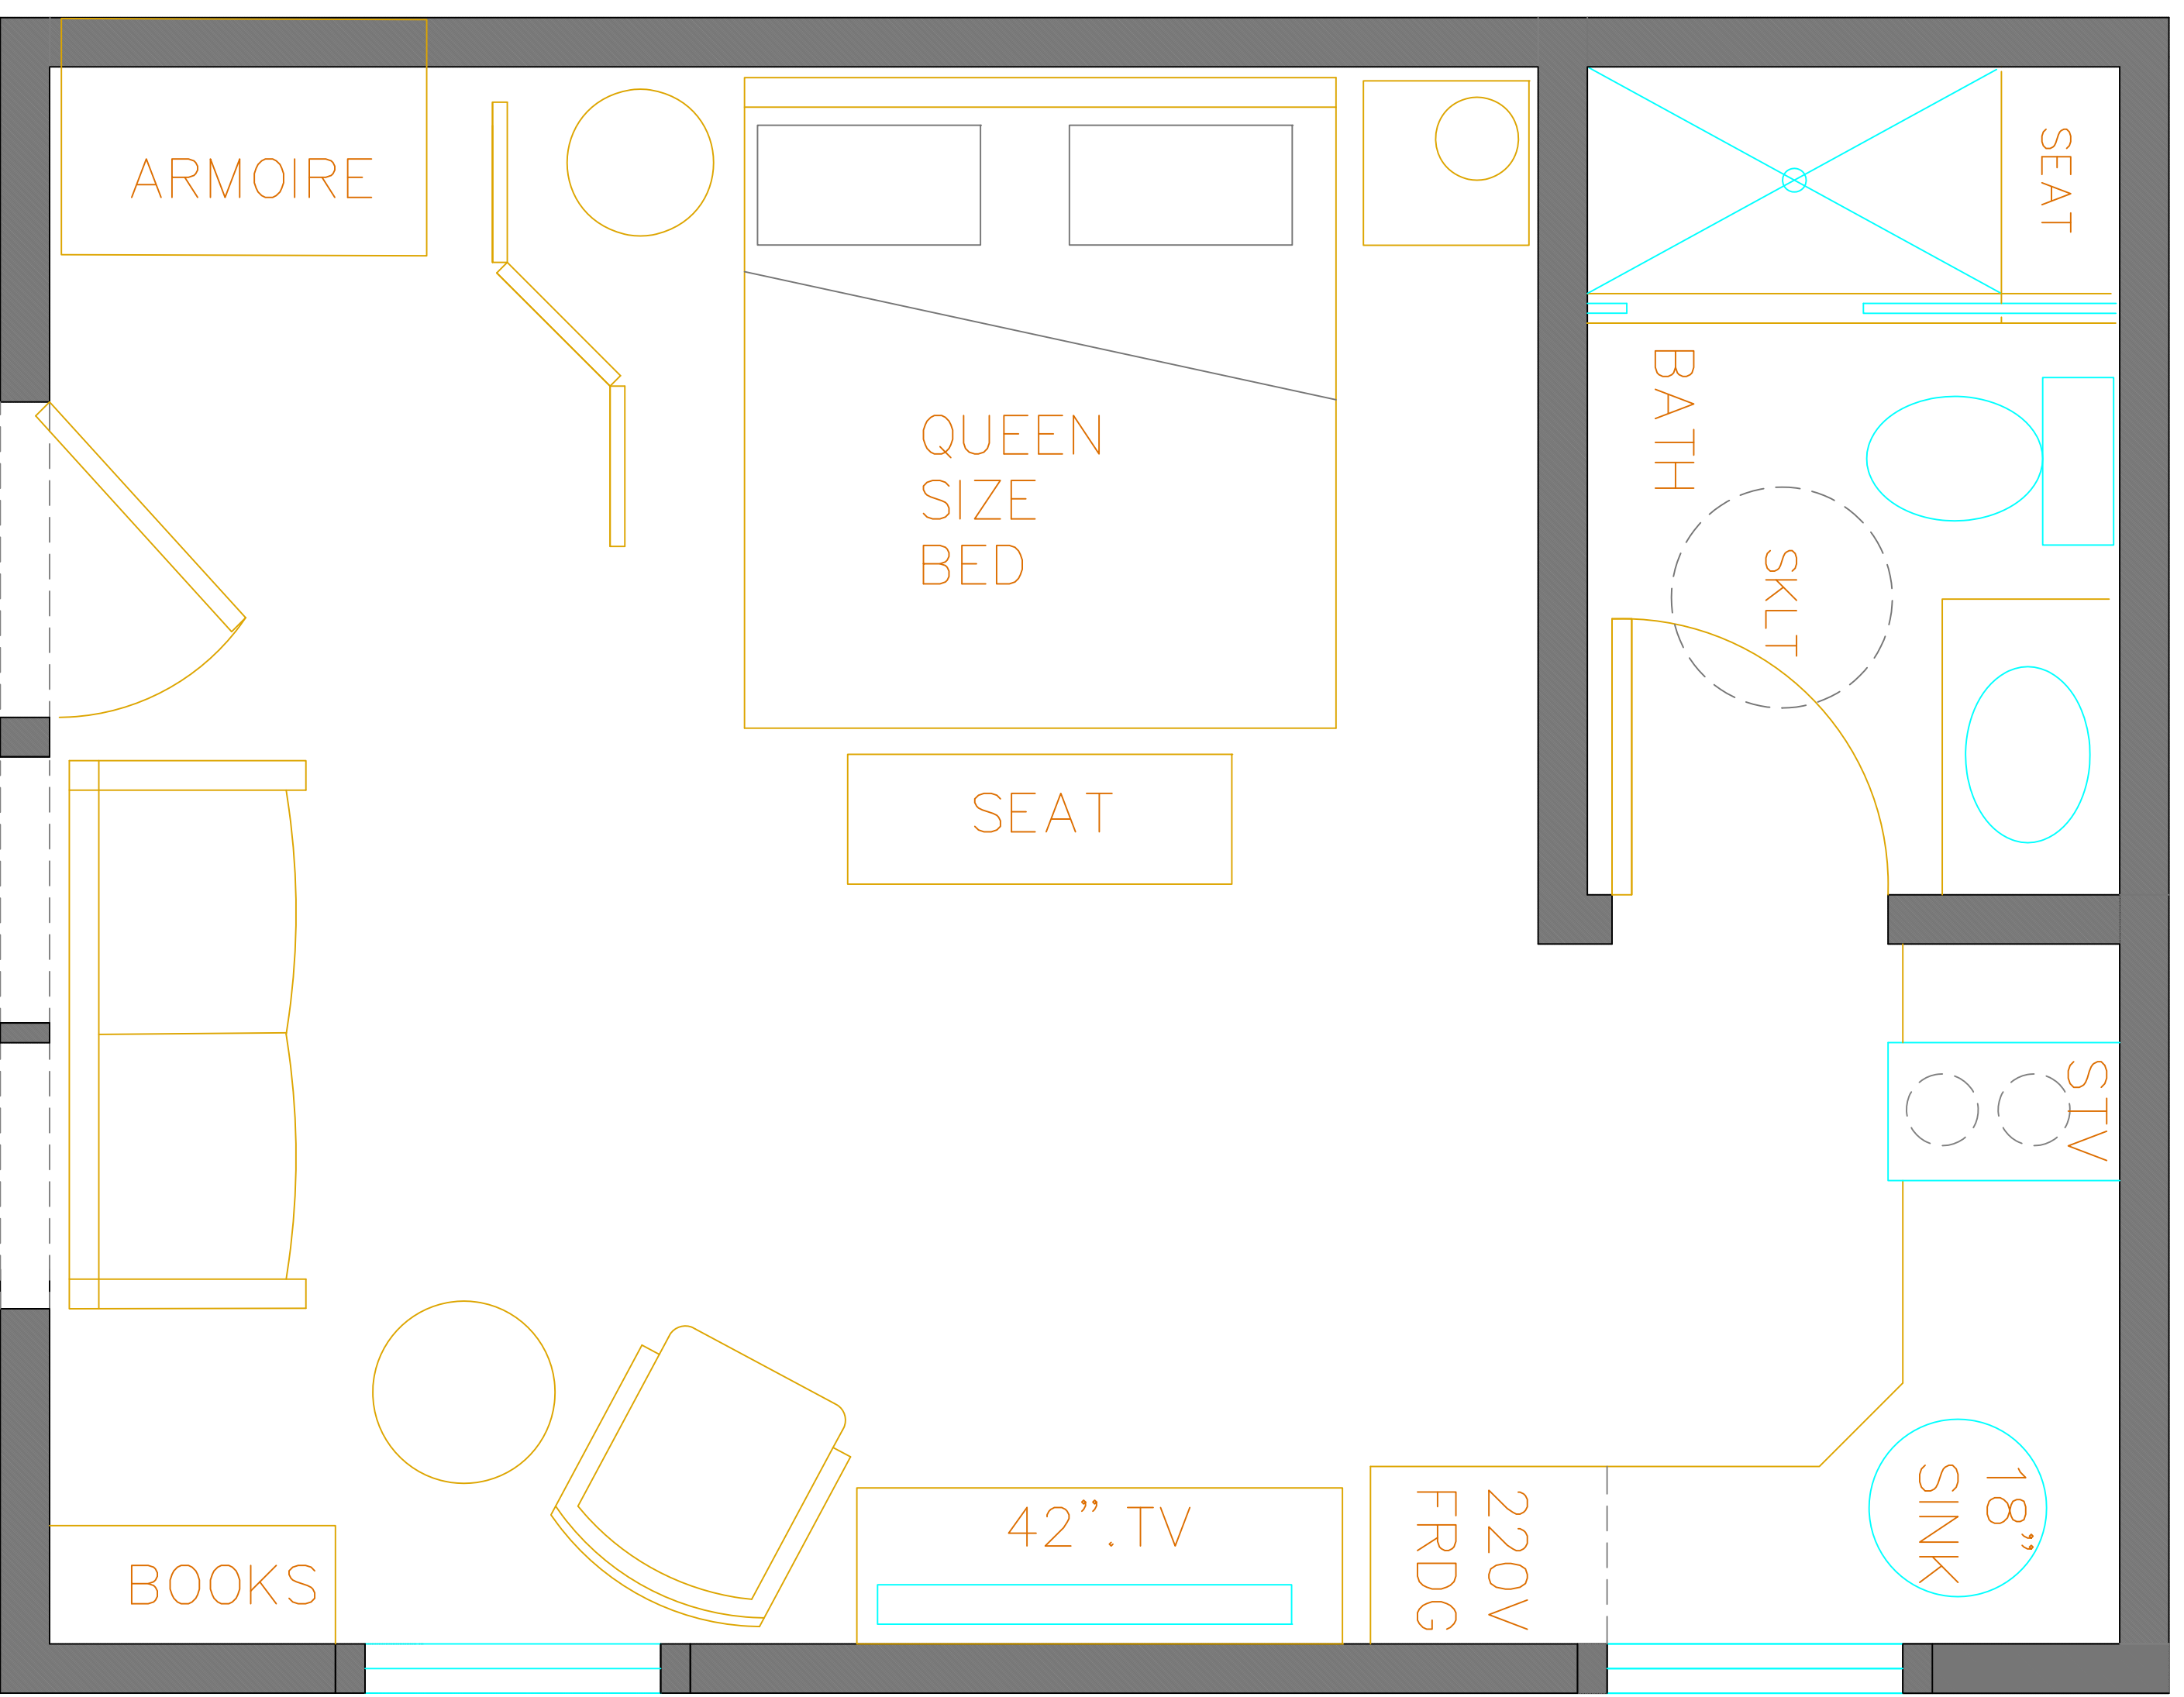 ARMOIRE
SEAT
BATH
QUEEN
SIZE
BED
SKLT
SEAT
STV
42”.TV
220V
FRDG
18”
SINK
BOOKS